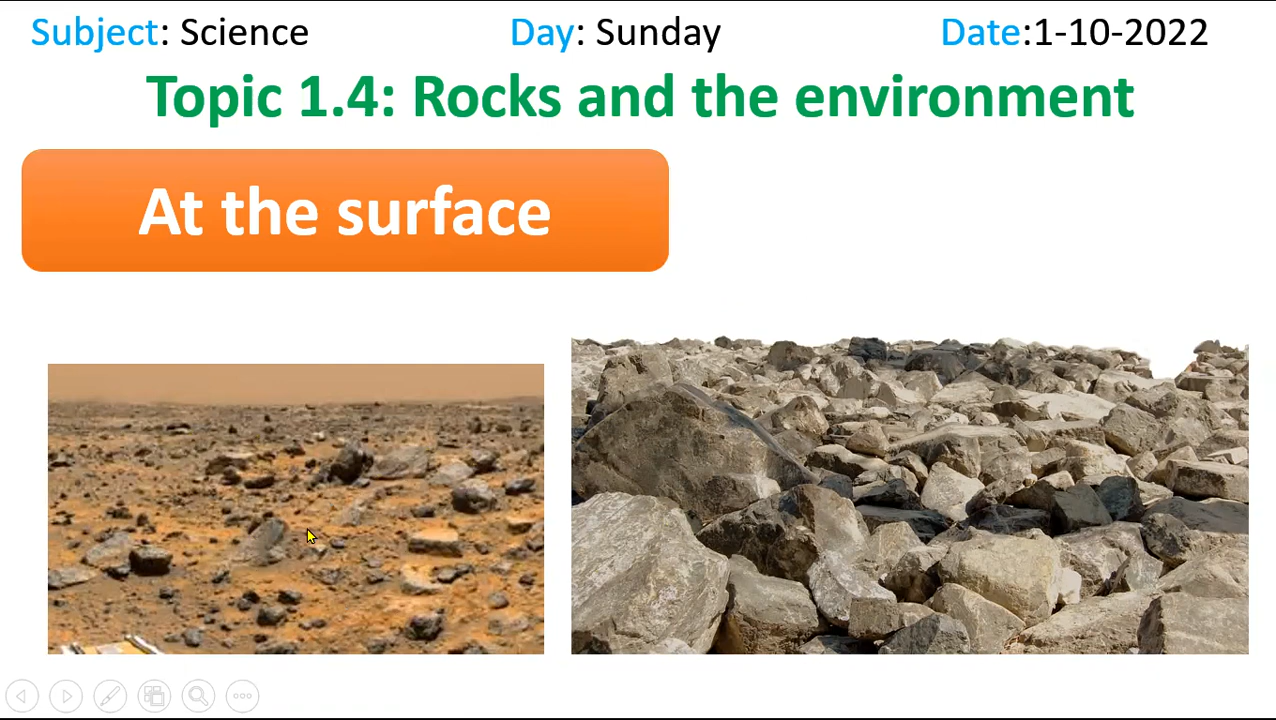 Subject: Science Day: Sunday Date:1-10-2022
Topic 1.4: Rocks and the environment
At the surface